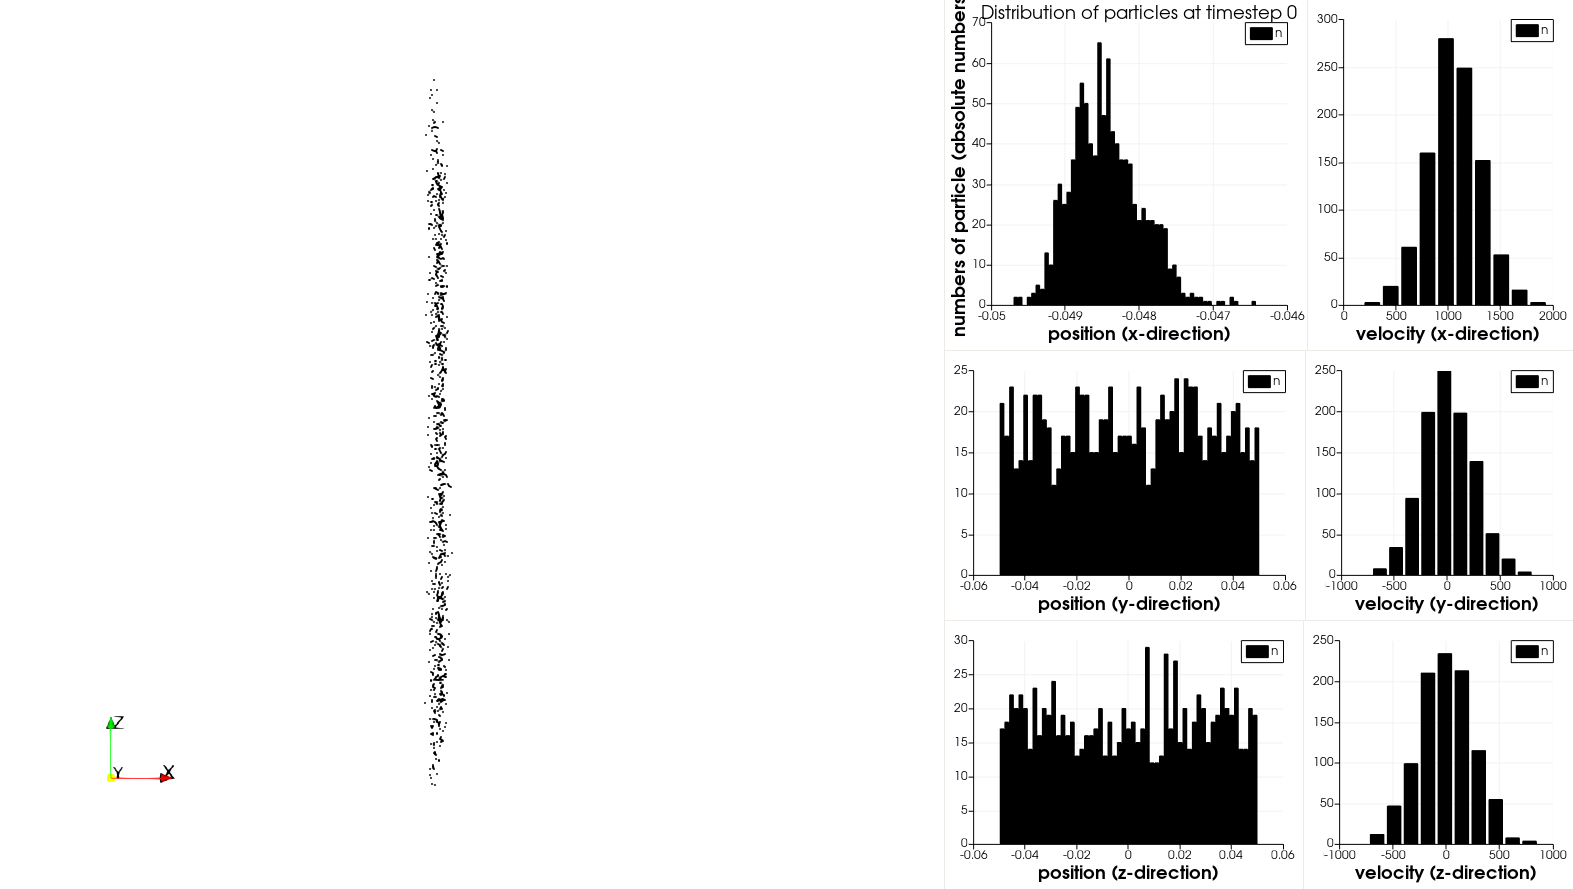 Distribution of particles at timestep 0
numbers of particle (absolute numbers
70
60
50
40
30
20
10
0
-0.05 -0.049 -0.048 -0.047 -0.046
position (x-direction)
n
300
250
200
150
100
50
0
0 500 1000 1500 2000
velocity (x-direction)
n
25
20
15
10
5
0
-0.06 -0.04 -0.02 0 0.02 0.04 0.06
position (y-direction)
n
250
200
150
100
50
0
-1000 -500 0 500 1000
velocity (y-direction)
n
30
25
20
15
10
5
0
-0.06 -0.04 -0.02 0 0.02 0.04 0.06
position (z-direction)
n
250
200
150
100
50
0
-1000 -500 0 500 1000
velocity (z-direction)
n
Z
Y X